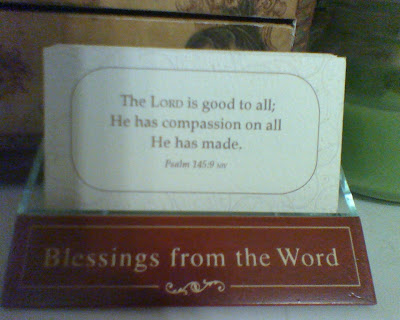 The LORD is good to all;
He has compassion on all
He has made.
Psalm 145:9 NIV
Blessings from the Word